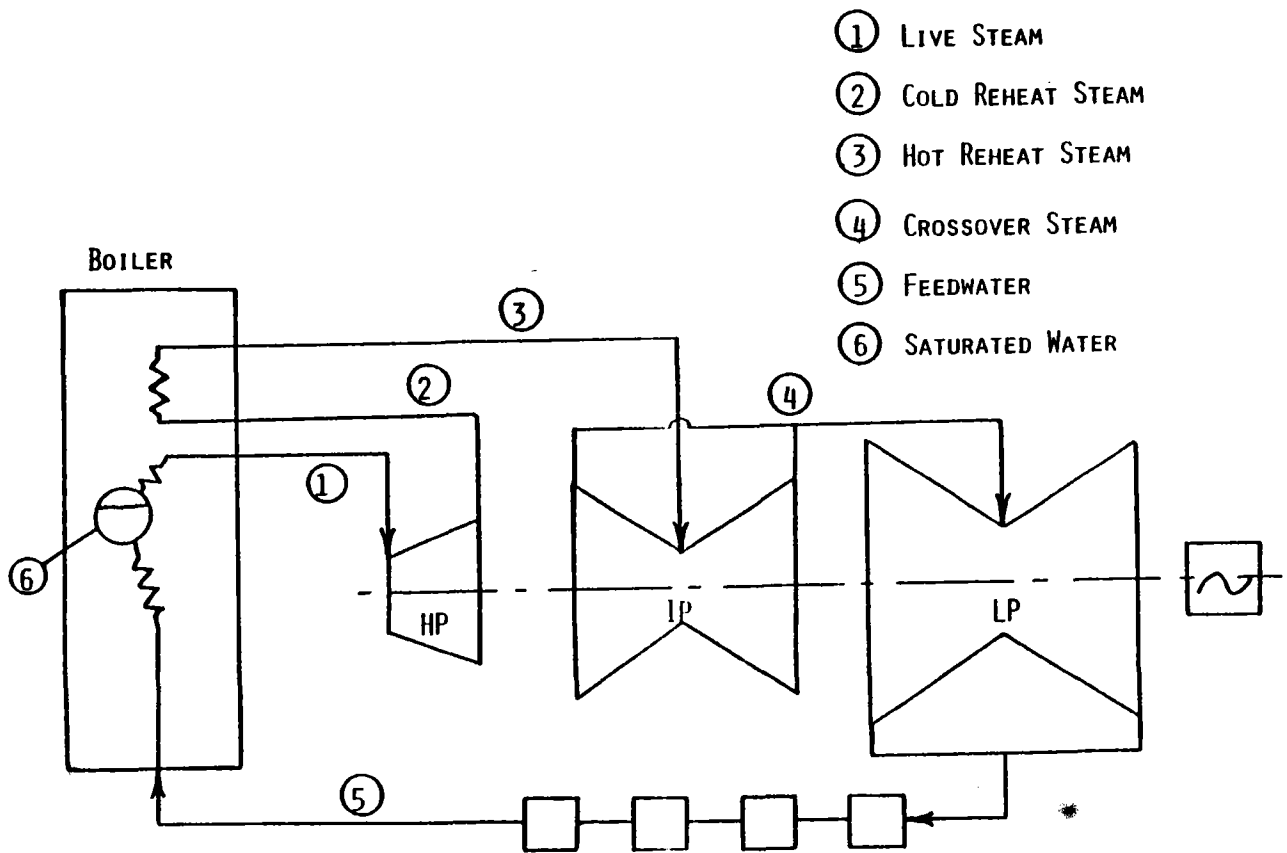 ① LIVE STEAM
② COLD REHEAT STEAM
③ HOT REHEAT STEAM
④ CROSSOVER STEAM
⑤ FEEDWATER
⑥ SATURATED WATER
BOILER
③
②
④
①
⑥
HP
IP
LP
⑤